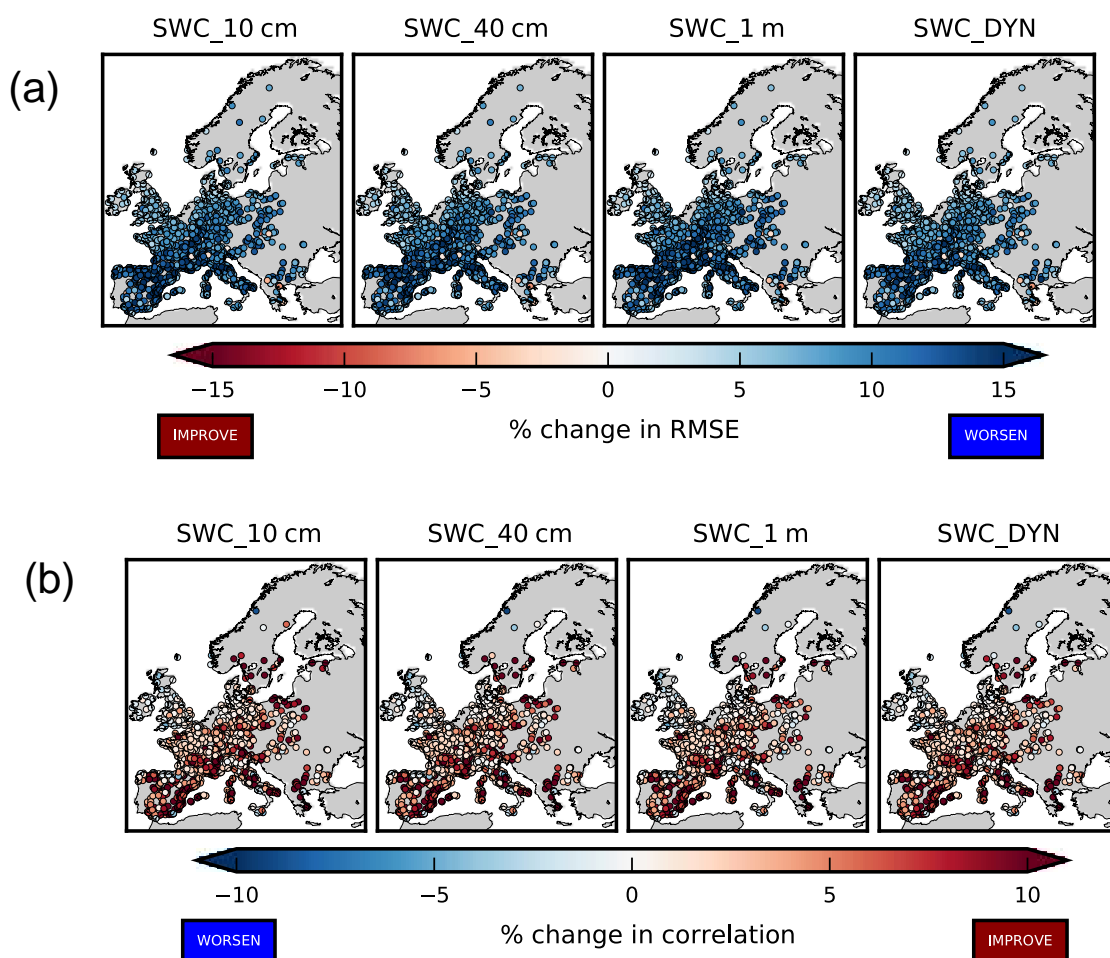 (a)
SWC_10 cm SWC_40 cm SWC_1 m SWC_DYN
−15 −10 −5 0 5 10 15
IMPROVE % change in RMSE WORSEN
(b)
SWC_10 cm SWC_40 cm SWC_1 m SWC_DYN
−10 −5 0 5 10
WORSEN % change in correlation IMPROVE